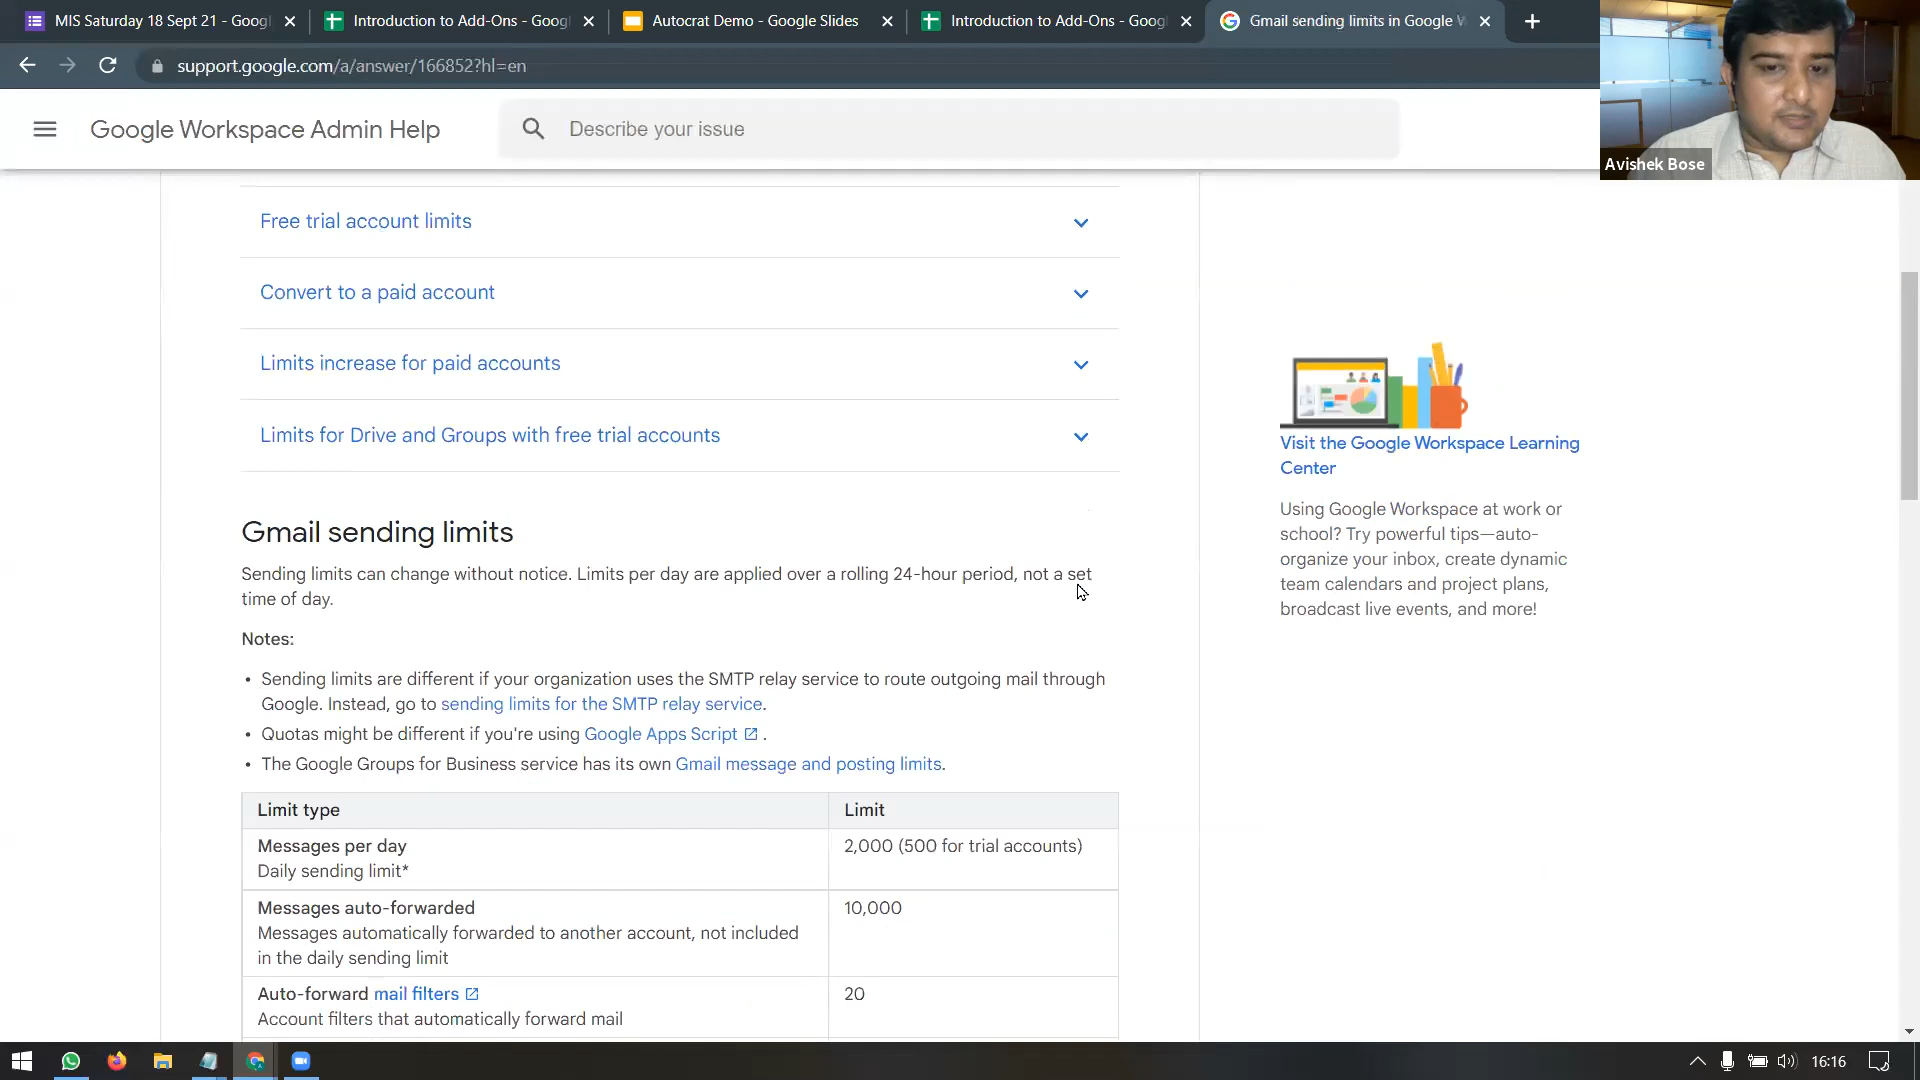 MIS Saturday 18 Sept 21 - Googl
Introduction to Add-Ons - Googl
Autocrat Demo - Google Slides
Introduction to Add-Ons - Googl
Gmail sending limits in Google W
support.google.com/a/answer/166852?hl=en
Google Workspace Admin Help
Describe your issue
Avishek Bose
Free trial account limits
Convert to a paid account
Limits increase for paid accounts
Limits for Drive and Groups with free trial accounts
Gmail sending limits
Sending limits can change without notice. Limits per day are applied over a rolling 24-hour period, not a set
time of day.
Notes:
• Sending limits are different if your organization uses the SMTP relay service to route outgoing mail through
Google. Instead, go to sending limits for the SMTP relay service.
• Quotas might be different if you're using Google Apps Script .
• The Google Groups for Business service has its own Gmail message and posting limits.
Limit type Limit
Messages per day 2,000 (500 for trial accounts)
Daily sending limit*
Messages auto-forwarded 10,000
Messages automatically forwarded to another account, not included
in the daily sending limit
Auto-forward mail filters 20
Account filters that automatically forward mail
Visit the Google Workspace Learning
Center
Using Google Workspace at work or
school? Try powerful tips—auto-
organize your inbox, create dynamic
team calendars and project plans,
broadcast live events, and more!
16:16